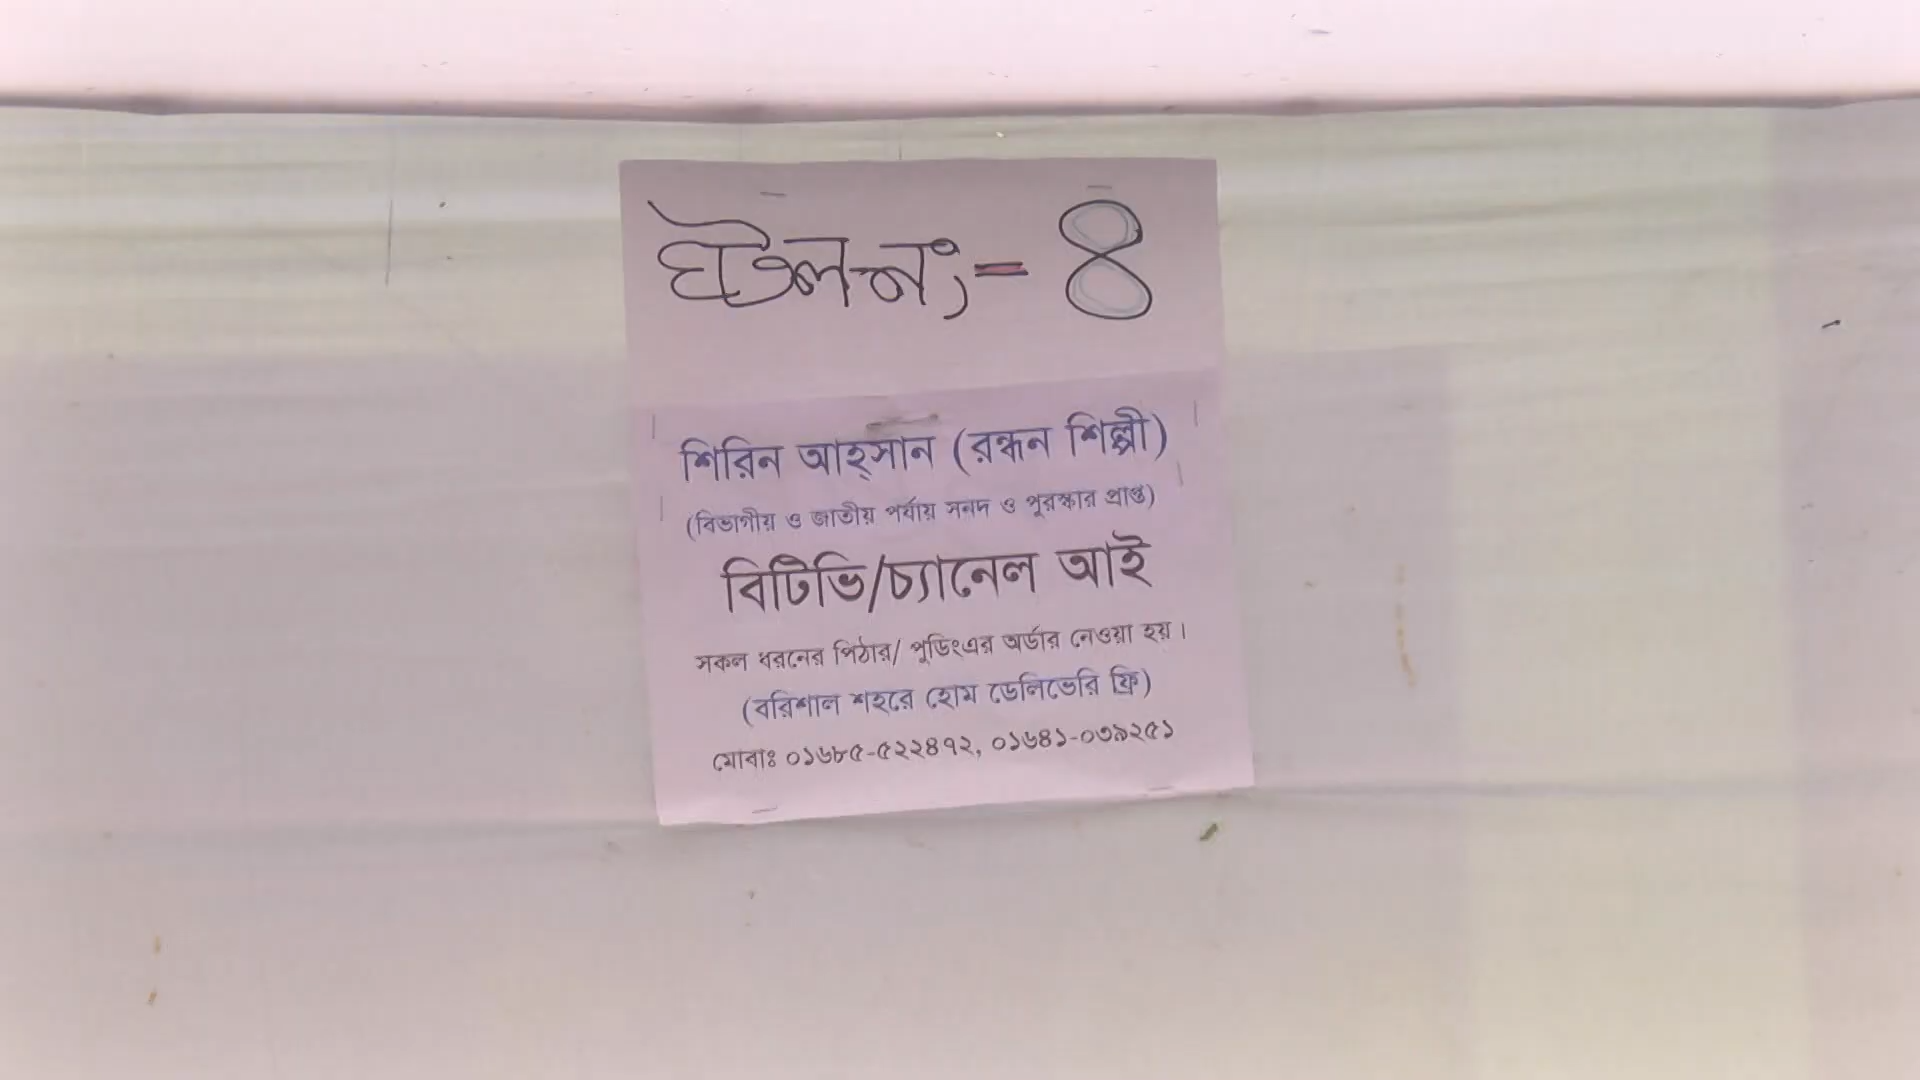 ষ্টল নং- ৪
শিরিন আহ্সান (রন্ধন শিল্পী)
(বিভাগীয় ও জাতীয় পর্যায় সনদ ও পুরস্কার প্রাপ্ত)
বিটিভি/চ্যানেল আই
সকল ধরনের পিঠার/ পুডিংএর অর্ডার নেওয়া হয়।
(বরিশাল শহরে হোম ডেলিভেরি ফ্রি)
মোবাঃ ০১৬৮৫-৫২২৪৭২, ০১৬৪১-০৩৯২৫১